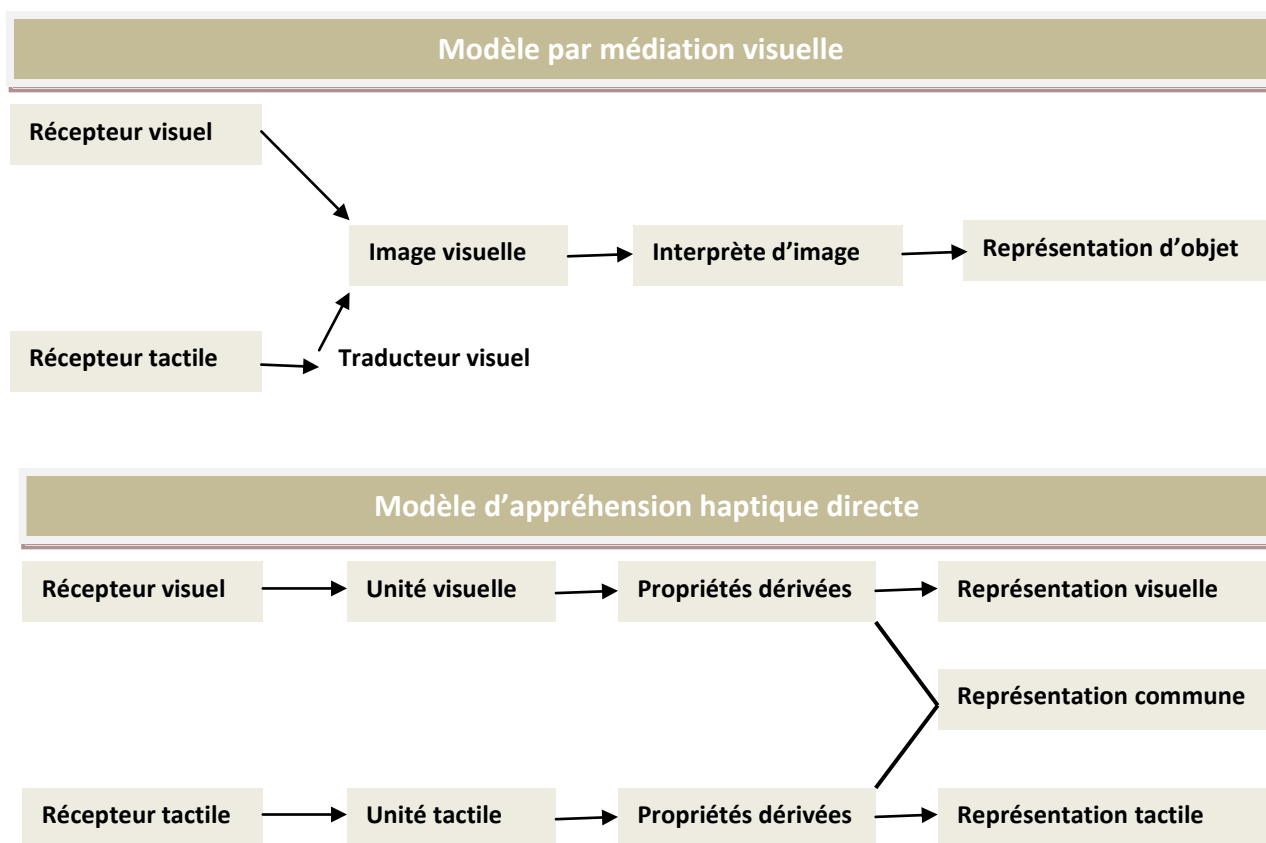 Modèle par médiation visuelle
Récepteur visuel
Image visuelle
Interprète d’image
Représentation d’objet
Récepteur tactile
Traducteur visuel
Modèle d’appréhension haptique directe
Récepteur visuel
Unité visuelle
Propriétés dérivées
Représentation visuelle
Représentation commune
Récepteur tactile
Unité tactile
Propriétés dérivées
Représentation tactile